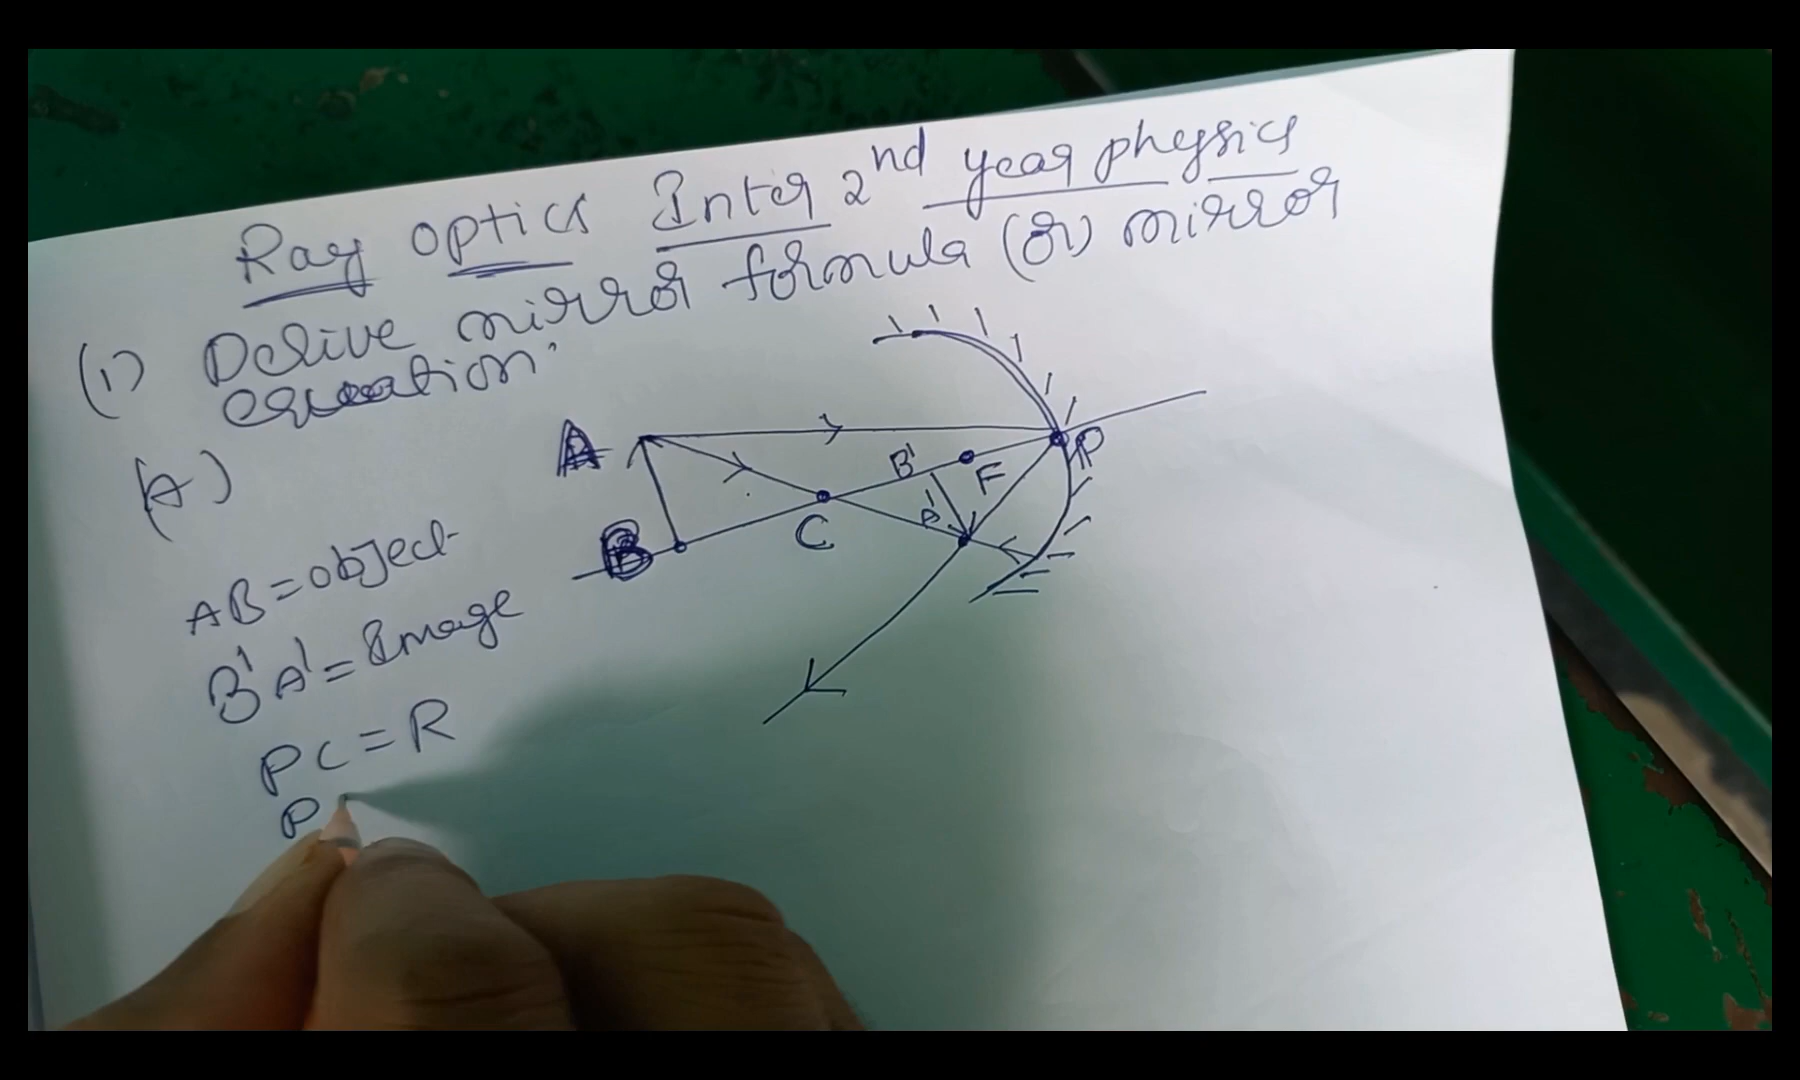 Ray optics Inter 2nd year physics
(1) Derive mirror formula (or) mirror
equation:
(A)
A
B
C
B'
A'
F
P
AB = object
B'A' = Image
PC = R
P